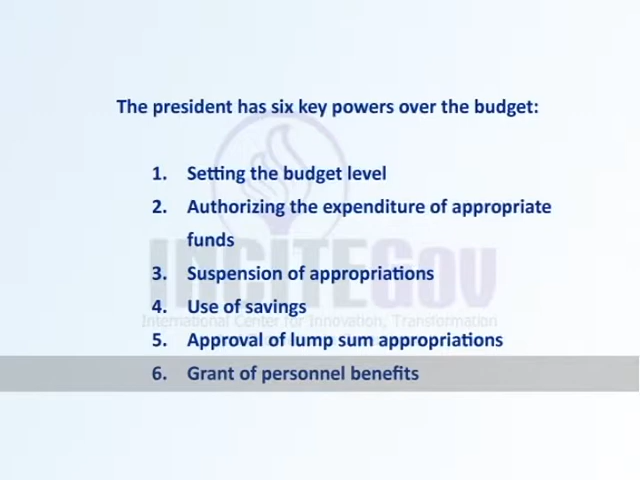 The president has six key powers over the budget:
1. Setting the budget level
2. Authorizing the expenditure of appropriate
funds
3. Suspension of appropriations
INCITEGov
4. Use of savings
International Center for Innovation, Transformation
5. Approval of lump sum appropriations
6. Grant of personnel benefits